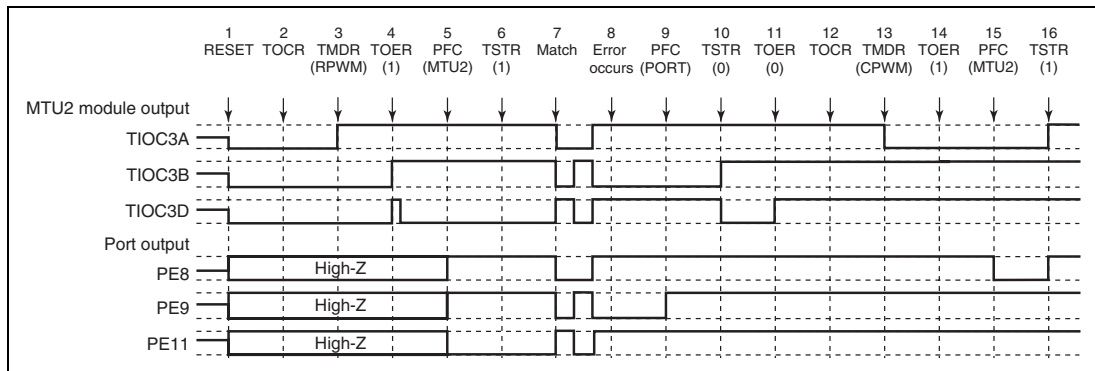 1 2 3 4 5 6 7 8 9 10 11 12 13 14 15 16
RESET TOCR TMDR TOER PFC TSTR Match Error PFC TSTR TOER TOCR TMDR TOER PFC TSTR
(RPWM) (1) (MTU2) (1) occurs (PORT) (0) (0) (CPWM) (1) (MTU2) (1)
MTU2 module output
TIOC3A
TIOC3B
TIOC3D
Port output
PE8 High-Z
PE9 High-Z
PE11 High-Z